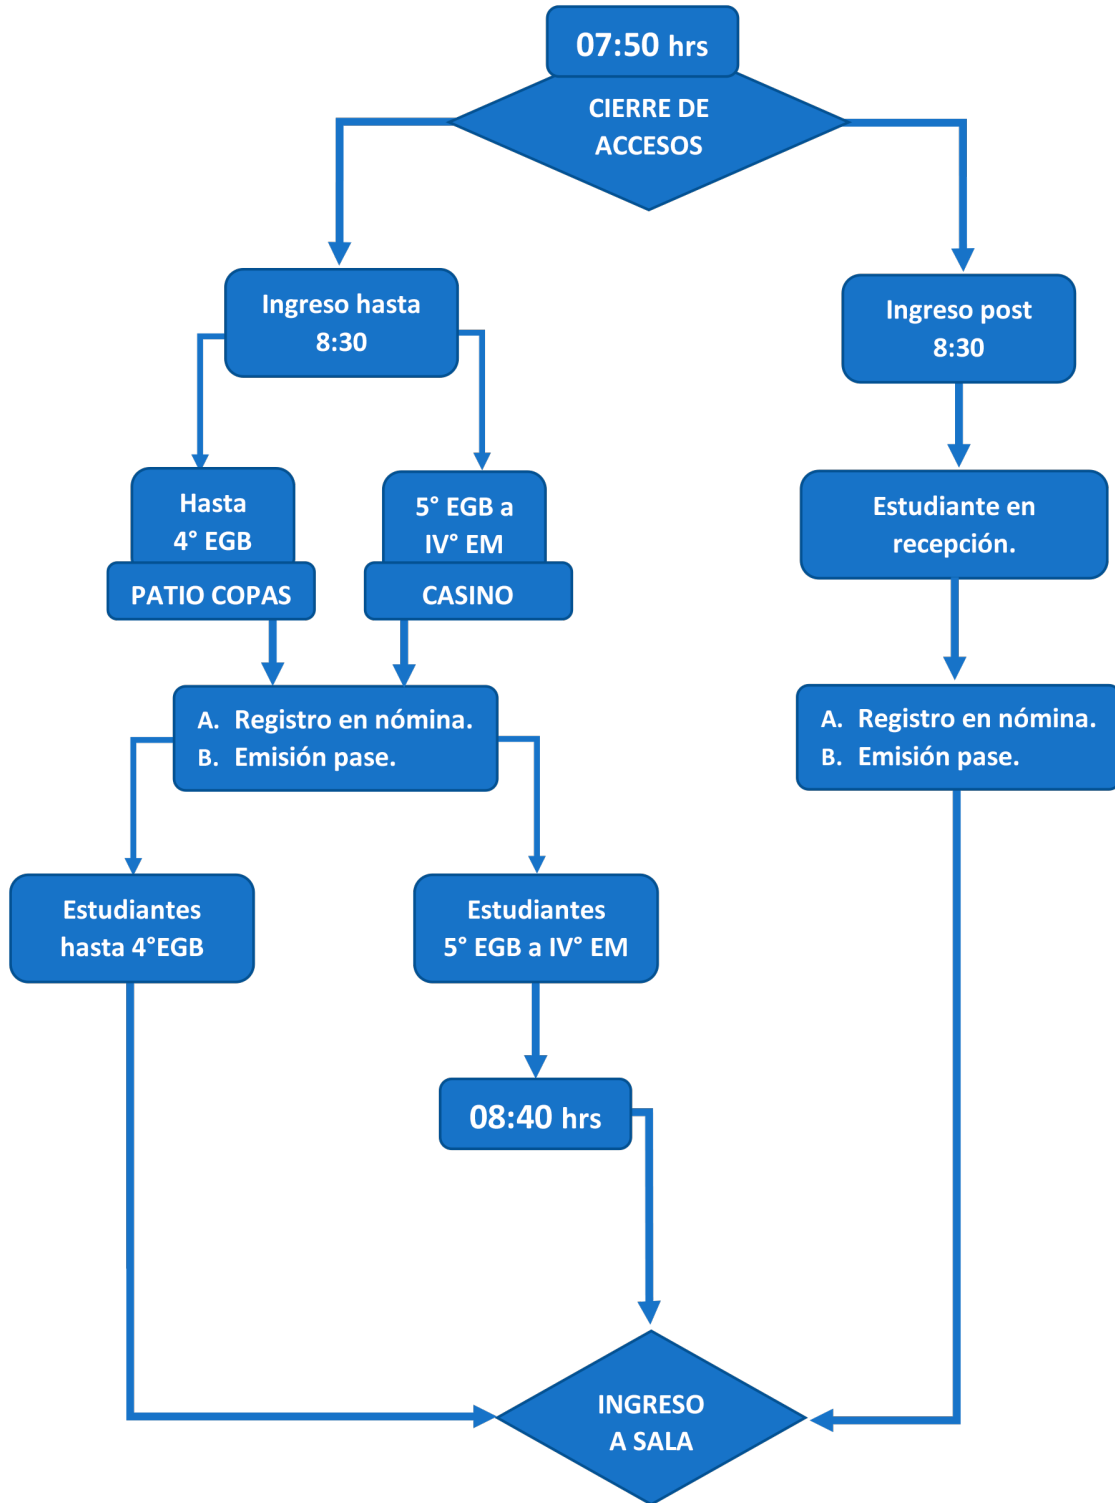 07:50 hrs
CIERRE DE
ACCESOS
Ingreso hasta
8:30
Ingreso post
8:30
Hasta
4° EGB
PATIO COPAS
5° EGB a
IV° EM
CASINO
Estudiante en
recepción.
A. Registro en nómina.
B. Emisión pase.
A. Registro en nómina.
B. Emisión pase.
Estudiantes
hasta 4°EGB
Estudiantes
5° EGB a IV° EM
08:40 hrs
INGRESO
A SALA